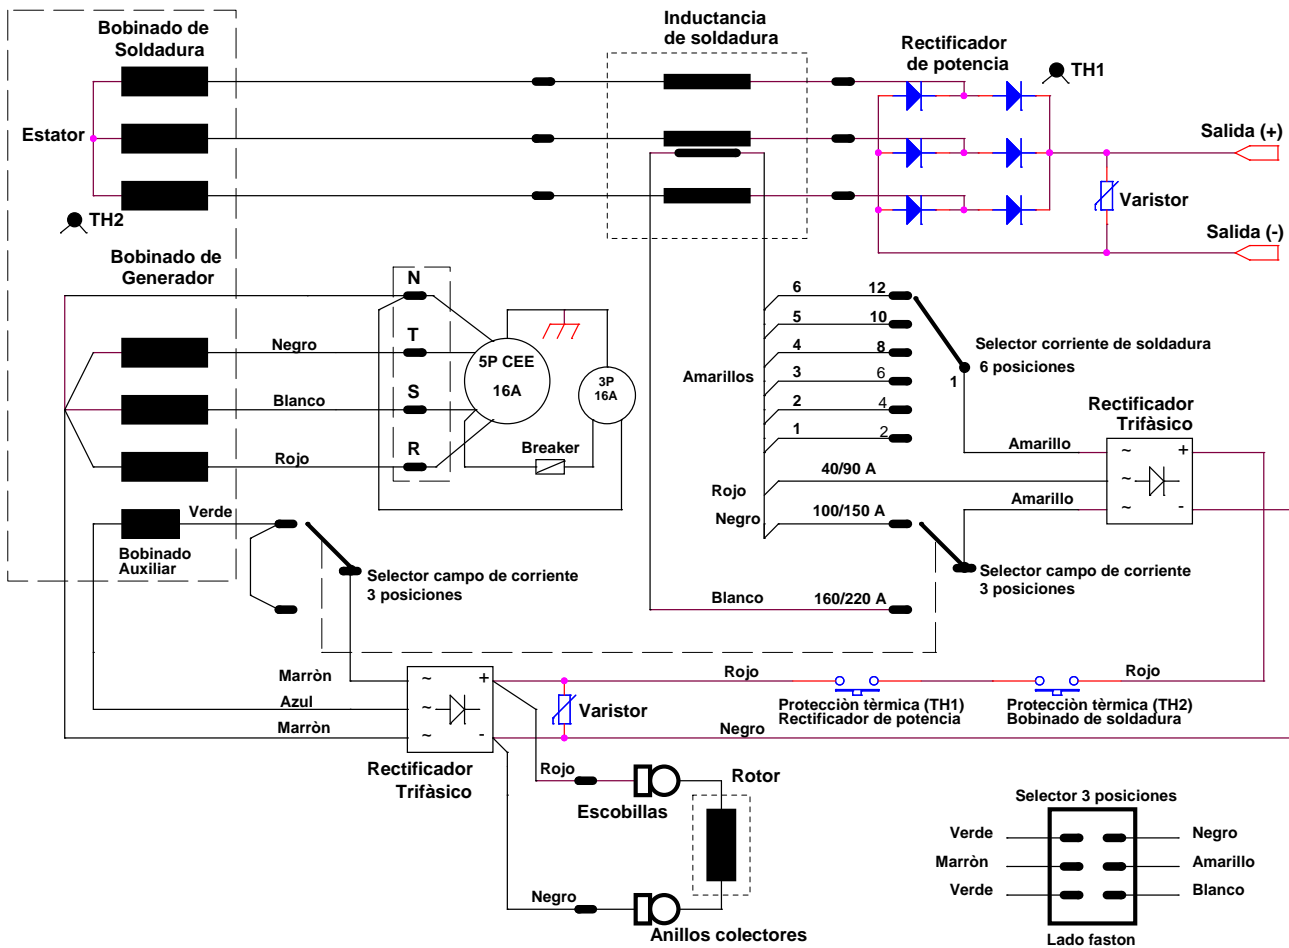 Bobinado de
Soldadura
Inductancia
de soldadura
Rectificador
de potencia
TH1
Estator
Salida (+)
TH2
Varistor
Salida (-)
Bobinado de
Generador
N
Negro
T
5P CEE
16A
3P
16A
Blanco
S
Rojo
R
Breaker
6
12
5
10
4
8
3
6
2
4
1
2
Amarillos
Selector corriente de soldadura
6 posiciones
1
Rectificador
Trifàsico
Amarillo
~
+
~
~
-
40/90 A
Rojo
Amarillo
Negro
100/150 A
Verde
Bobinado
Auxiliar
Selector campo de corriente
3 posiciones
Selector campo de corriente
3 posiciones
Blanco
160/220 A
Marròn
~
+
Azul
~
Marròn
~
-
Varistor
Rojo
Rojo
Protecciòn tèrmica (TH1)
Rectificador de potencia
Protecciòn tèrmica (TH2)
Bobinado de soldadura
Negro
Rectificador
Trifàsico
Rojo
Escobillas
Rotor
Negro
Anillos colectores
Selector 3 posiciones
Verde
Negro
Marròn
Amarillo
Verde
Blanco
Lado faston